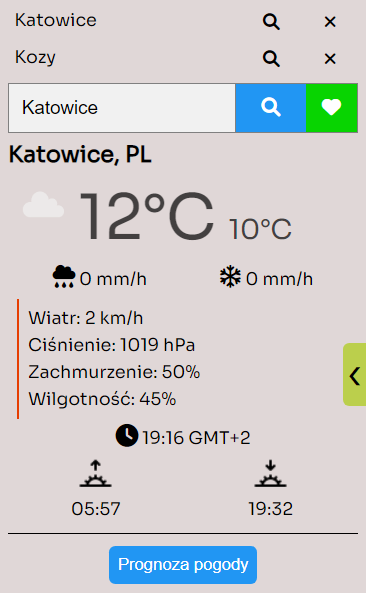 Katowice
Kozy
Katowice
Katowice, PL
12°C 10°C
0 mm/h 0 mm/h
Wiatr: 2 km/h
Ciśnienie: 1019 hPa
Zachmurzenie: 50%
Wilgotność: 45%
19:16 GMT+2
05:57 19:32
Prognoza pogody